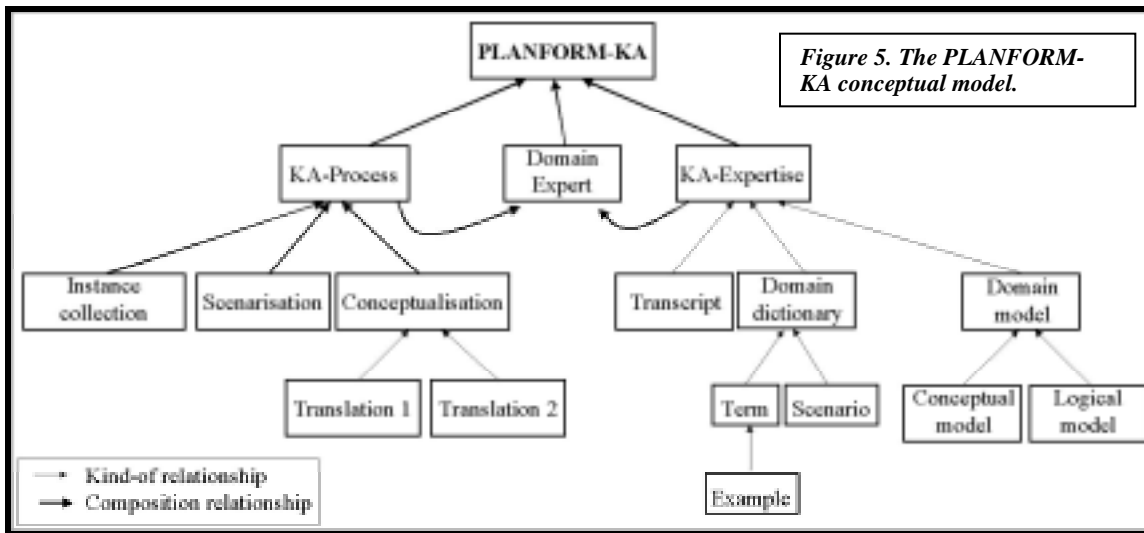 PLANFORM-KA
Figure 5. The PLANFORM-
KA conceptual model.
KA-Process
Domain
Expert
KA-Expertise
Instance
collection
Scenarisation
Conceptualisation
Transcript
Domain
dictionary
Domain
model
Translation 1
Translation 2
Term
Scenario
Conceptual
model
Logical
model
Example
Kind-of relationship
Composition relationship